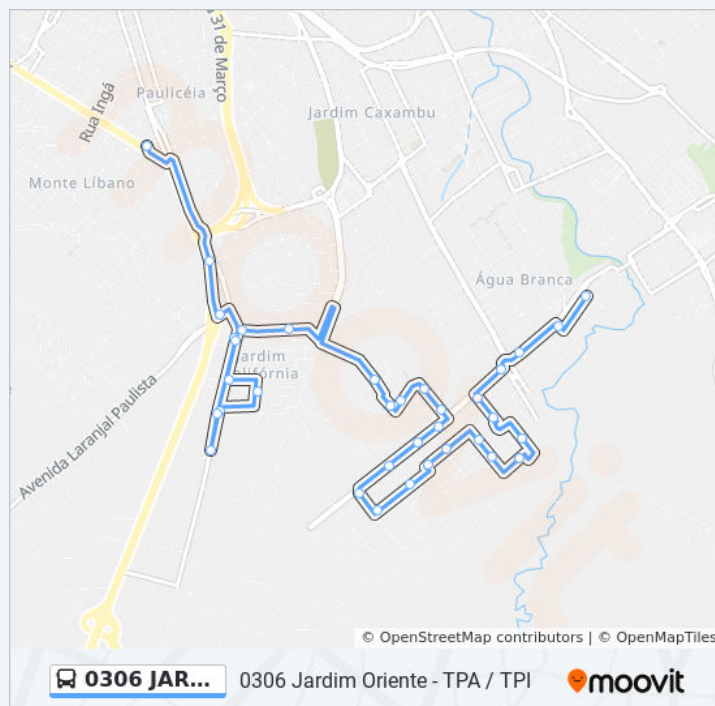 31 de Março
Paulicéia
Rua Ingá
Jardim Caxambu
Monte Líbano
Água Branca
Jardim
alifórnia
Avenida Laranjal Paulista
© OpenStreetMap contributors | © OpenMapTiles
0306 JAR... 0306 Jardim Oriente - TPA / TPI moovit